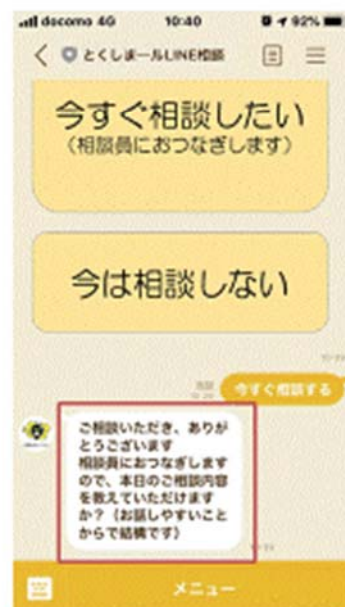 docomo 4G 10:40 92%
とくしまールLINE相談
今すぐ相談したい
(相談員におつなぎします)
今は相談しない
今すぐ相談する
ご相談いただき、ありが
とうございます
相談員におつなぎします
ので、本日のご相談内容
を教えていただけます
か？（お話しやすいこと
からで結構です）
メニュー